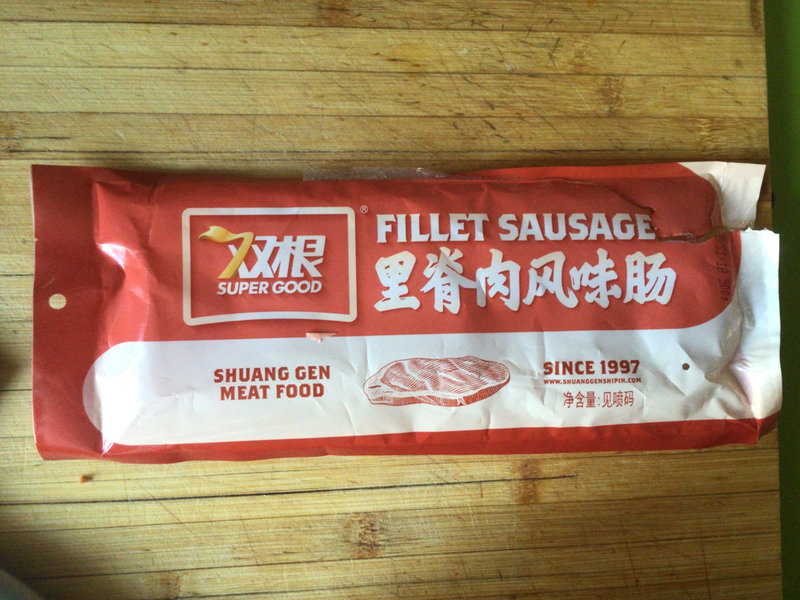 双根
SUPER GOOD
®
FILLET SAUSAGE
里脊肉风味肠
SHUANG GEN
MEAT FOOD
SINCE 1997
WWW.SHUANGGENSHIPIN.COM
净含量:见喷码